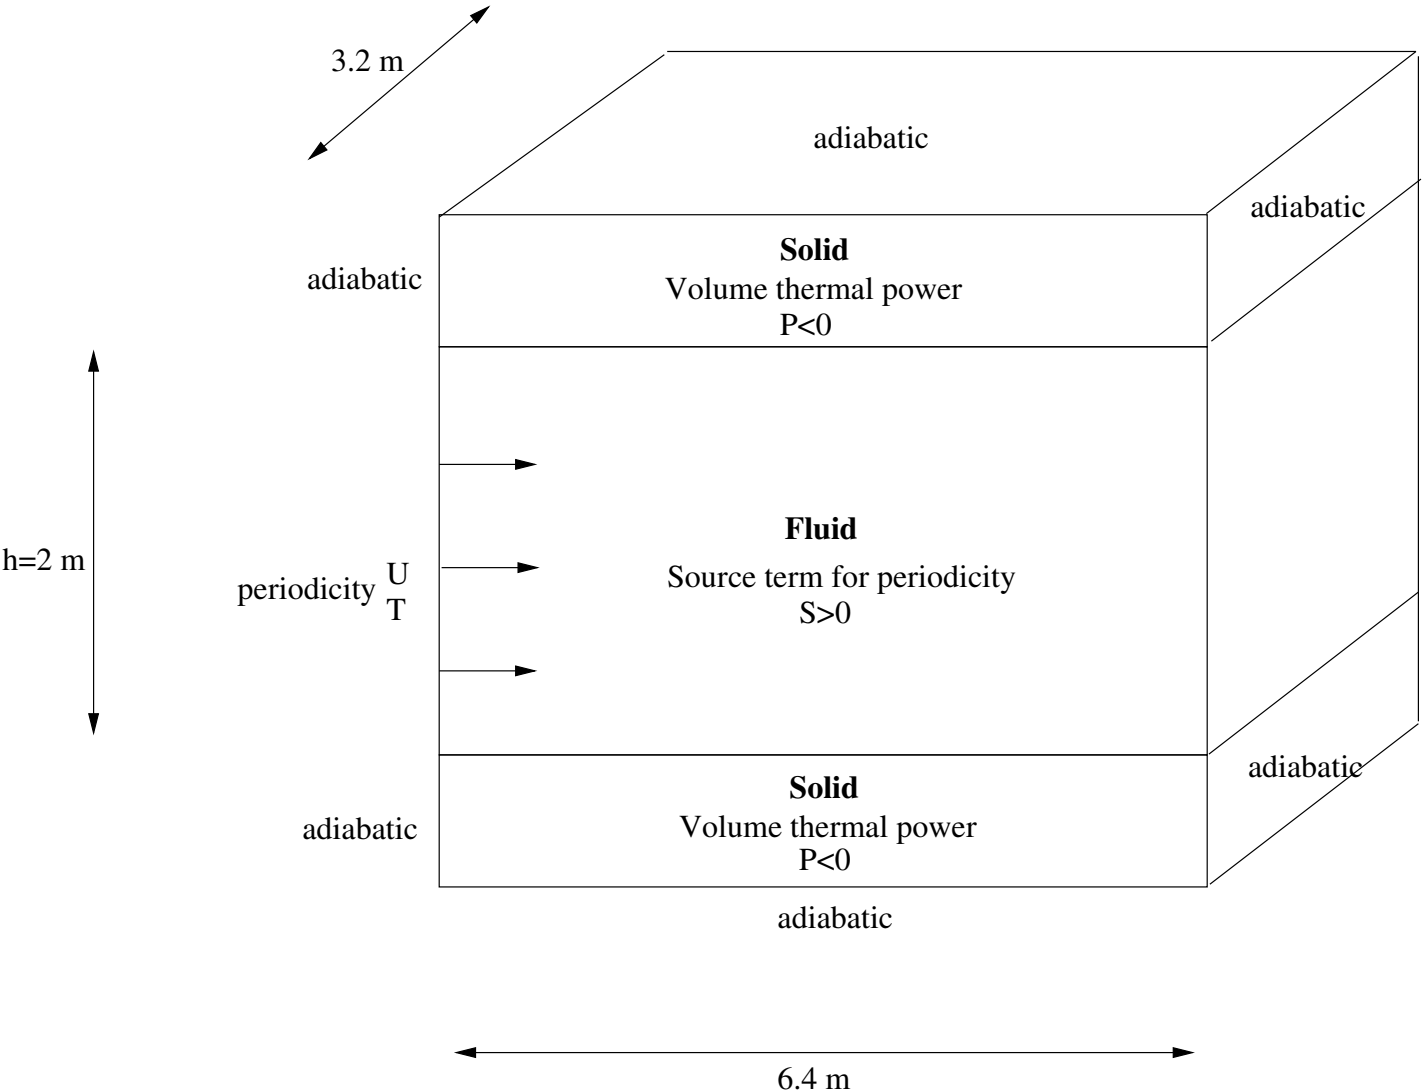 3.2 m
adiabatic
adiabatic
Solid
adiabatic
Volume thermal power
P<0
Fluid
h=2 m
periodicity U
T
Source term for periodicity
S>0
Solid
adiabatic
adiabatic
Volume thermal power
P<0
adiabatic
6.4 m